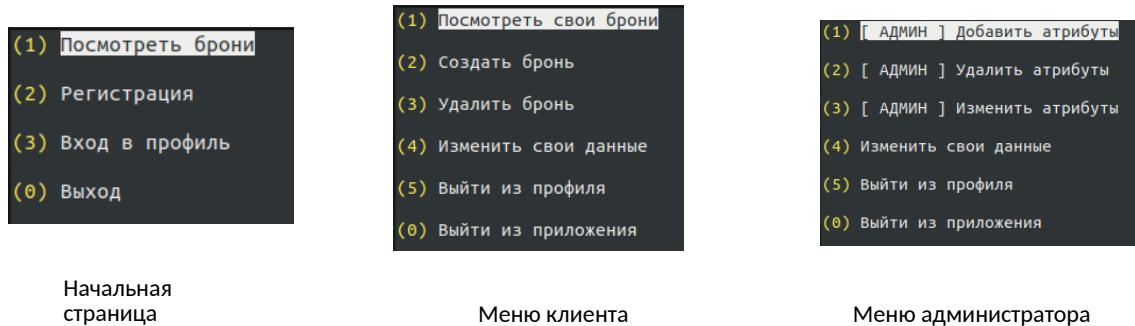 (1) Посмотреть брони
(2) Регистрация
(3) Вход в профиль
(0) Выход
Начальная
страница
(1) Посмотреть свои брони
(2) Создать бронь
(3) Удалить бронь
(4) Изменить свои данные
(5) Выйти из профиля
(0) Выйти из приложения
Меню клиента
(1) [ АДМИН ] Добавить атрибуты
(2) [ АДМИН ] Удалить атрибуты
(3) [ АДМИН ] Изменить атрибуты
(4) Изменить свои данные
(5) Выйти из профиля
(0) Выйти из приложения
Меню администратора